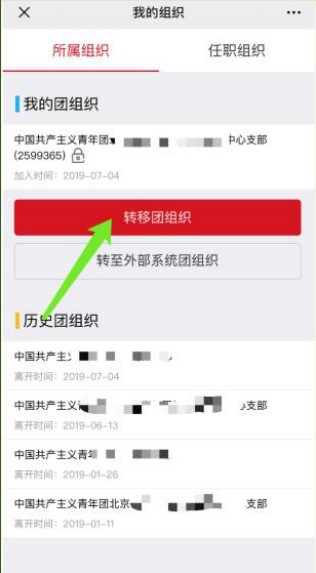 我的组织
所属组织 任职组织
我的团组织
中国共产主义青年团 中心支部
(2599365)
加入时间: 2019-07-04
转移团组织
转至外部系统团组织
历史团组织
中国共产主
离开时间: 2019-07-04
中国共产主义 支部
离开时间: 2019-06-13
中国共产主义青年
离开时间: 2019-01-26
中国共产主义青年团北京 支部
离开时间: 2019-01-11